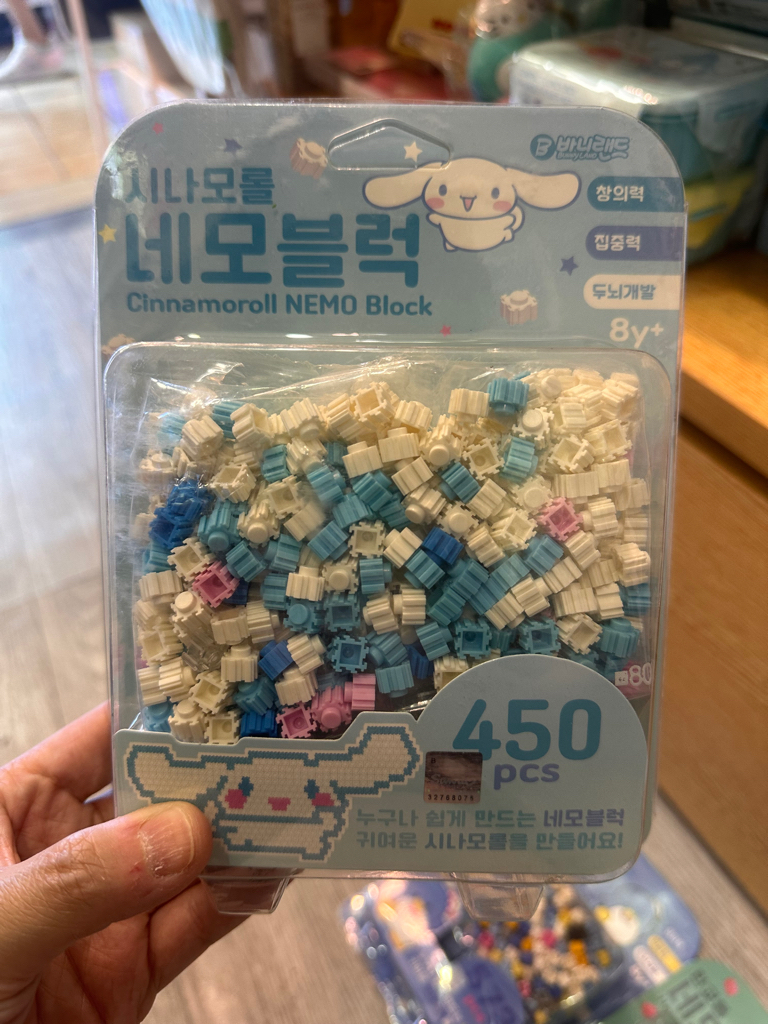 바니랜드
시나모롤
네모블럭
Cinnamoroll NEMO Block
창의력
집중력
두뇌개발
8y+
450
pcs
누구나 쉽게 만드는 네모블럭
귀여운 시나모롤을 만들어요!